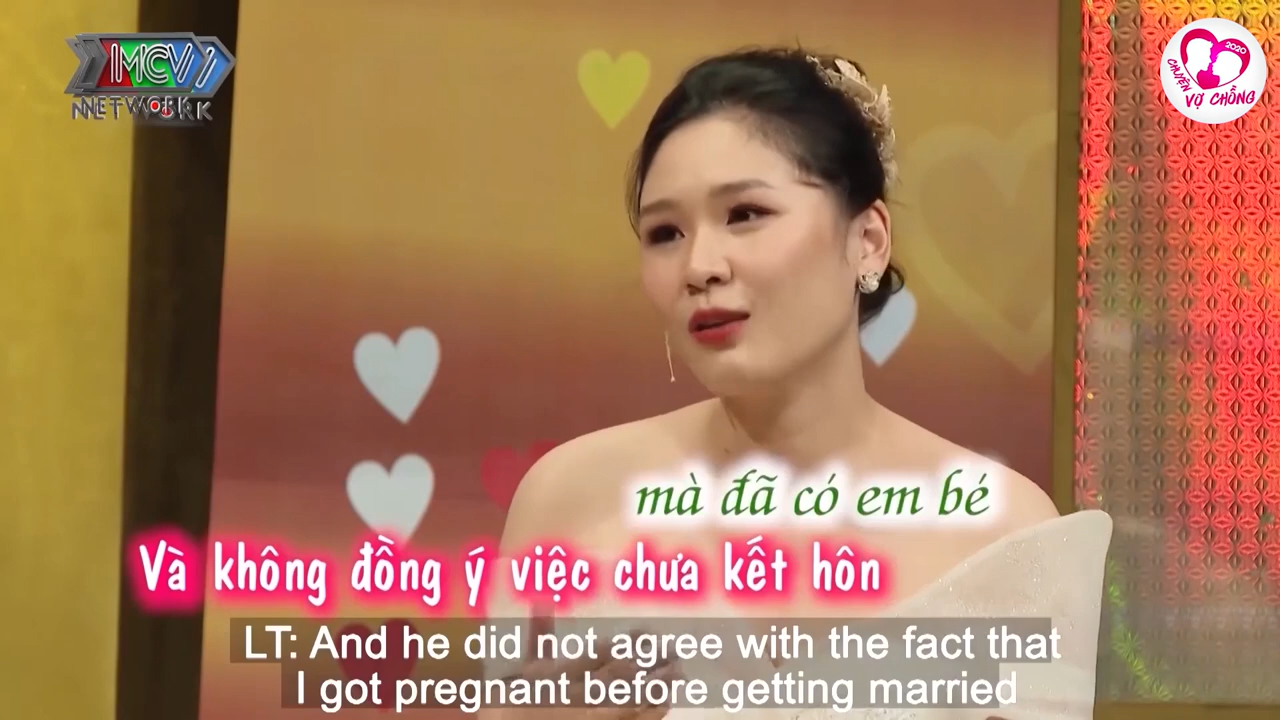 MCV
NETWORK
2020
CHUYỆN
VỢ CHỒNG
mà đã có em bé
Và không đồng ý việc chưa kết hôn
LT: And he did not agree with the fact that
I got pregnant before getting married